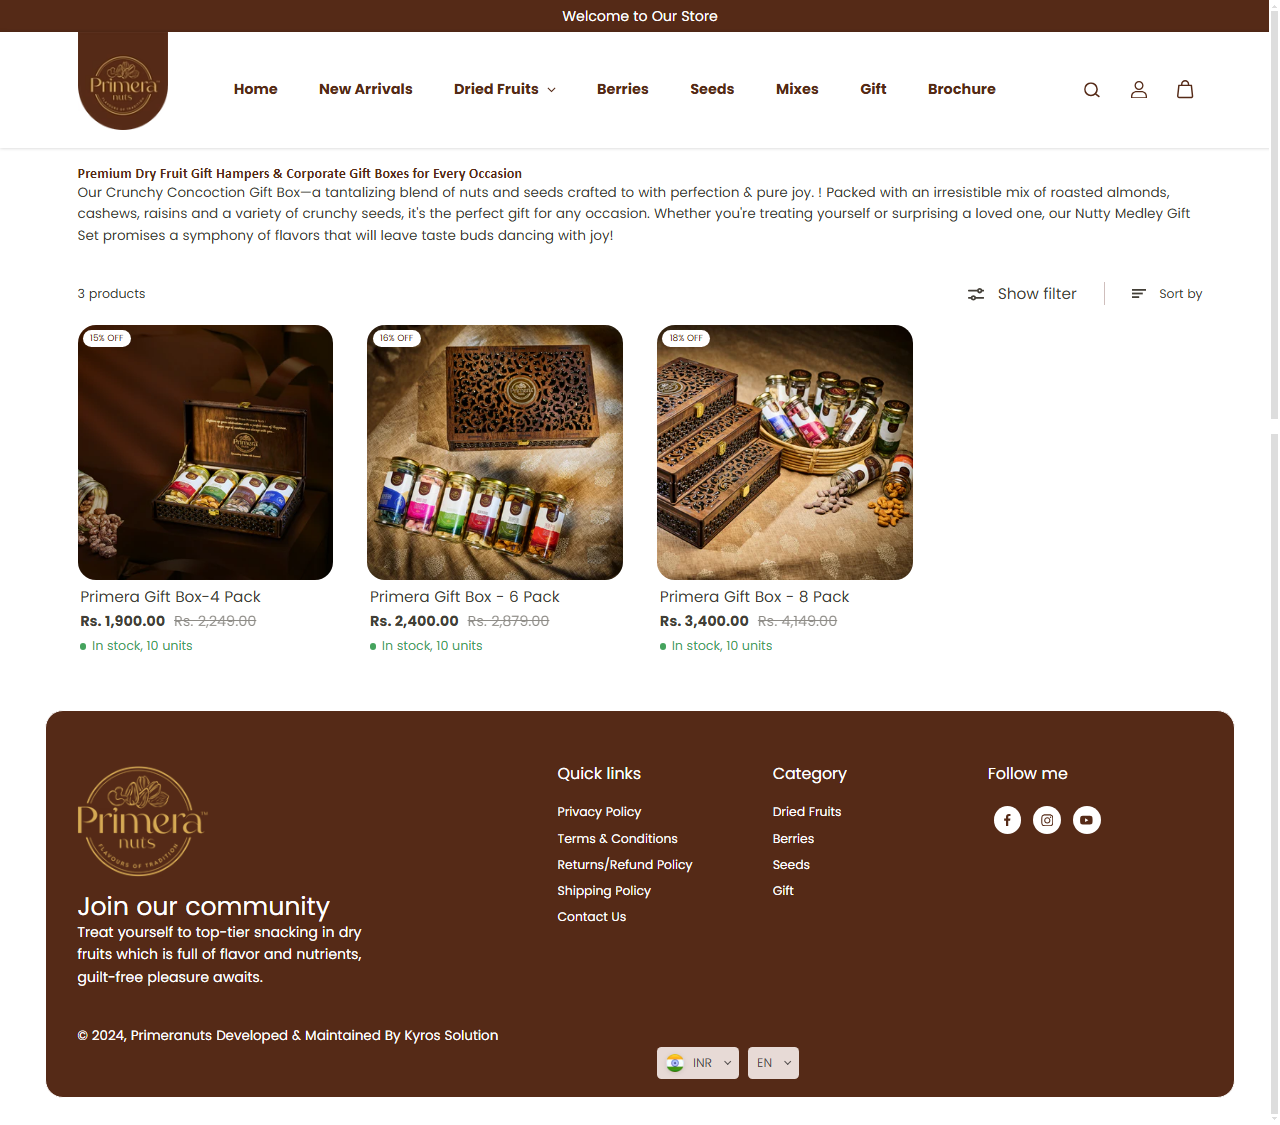 Welcome to Our Store
Primera
nuts
Home
New Arrivals
Dried Fruits
Berries
Seeds
Mixes
Gift
Brochure
Premium Dry Fruit Gift Hampers & Corporate Gift Boxes for Every Occasion
Our Crunchy Concoction Gift Box—a tantalizing blend of nuts and seeds crafted to with perfection & pure joy. ! Packed with an irresistible mix of roasted almonds,
cashews, raisins and a variety of crunchy seeds, it's the perfect gift for any occasion. Whether you're treating yourself or surprising a loved one, our Nutty Medley Gift
Set promises a symphony of flavors that will leave taste buds dancing with joy!
3 products
Show filter
Sort by
15% OFF
Primera Gift Box-4 Pack
Rs. 1,900.00 Rs. 2,249.00
In stock, 10 units
16% OFF
Primera
Primera Gift Box - 6 Pack
Rs. 2,400.00 Rs. 2,879.00
In stock, 10 units
18% OFF
Primera Gift Box - 8 Pack
Rs. 3,400.00 Rs. 4,149.00
In stock, 10 units
Primera™
nuts
FLAVOURS OF TRADITION
Join our community
Treat yourself to top-tier snacking in dry
fruits which is full of flavor and nutrients,
guilt-free pleasure awaits.
Quick links
Privacy Policy
Terms & Conditions
Returns/Refund Policy
Shipping Policy
Contact Us
Category
Dried Fruits
Berries
Seeds
Gift
Follow me
© 2024, Primeranuts Developed & Maintained By Kyros Solution
INR
EN